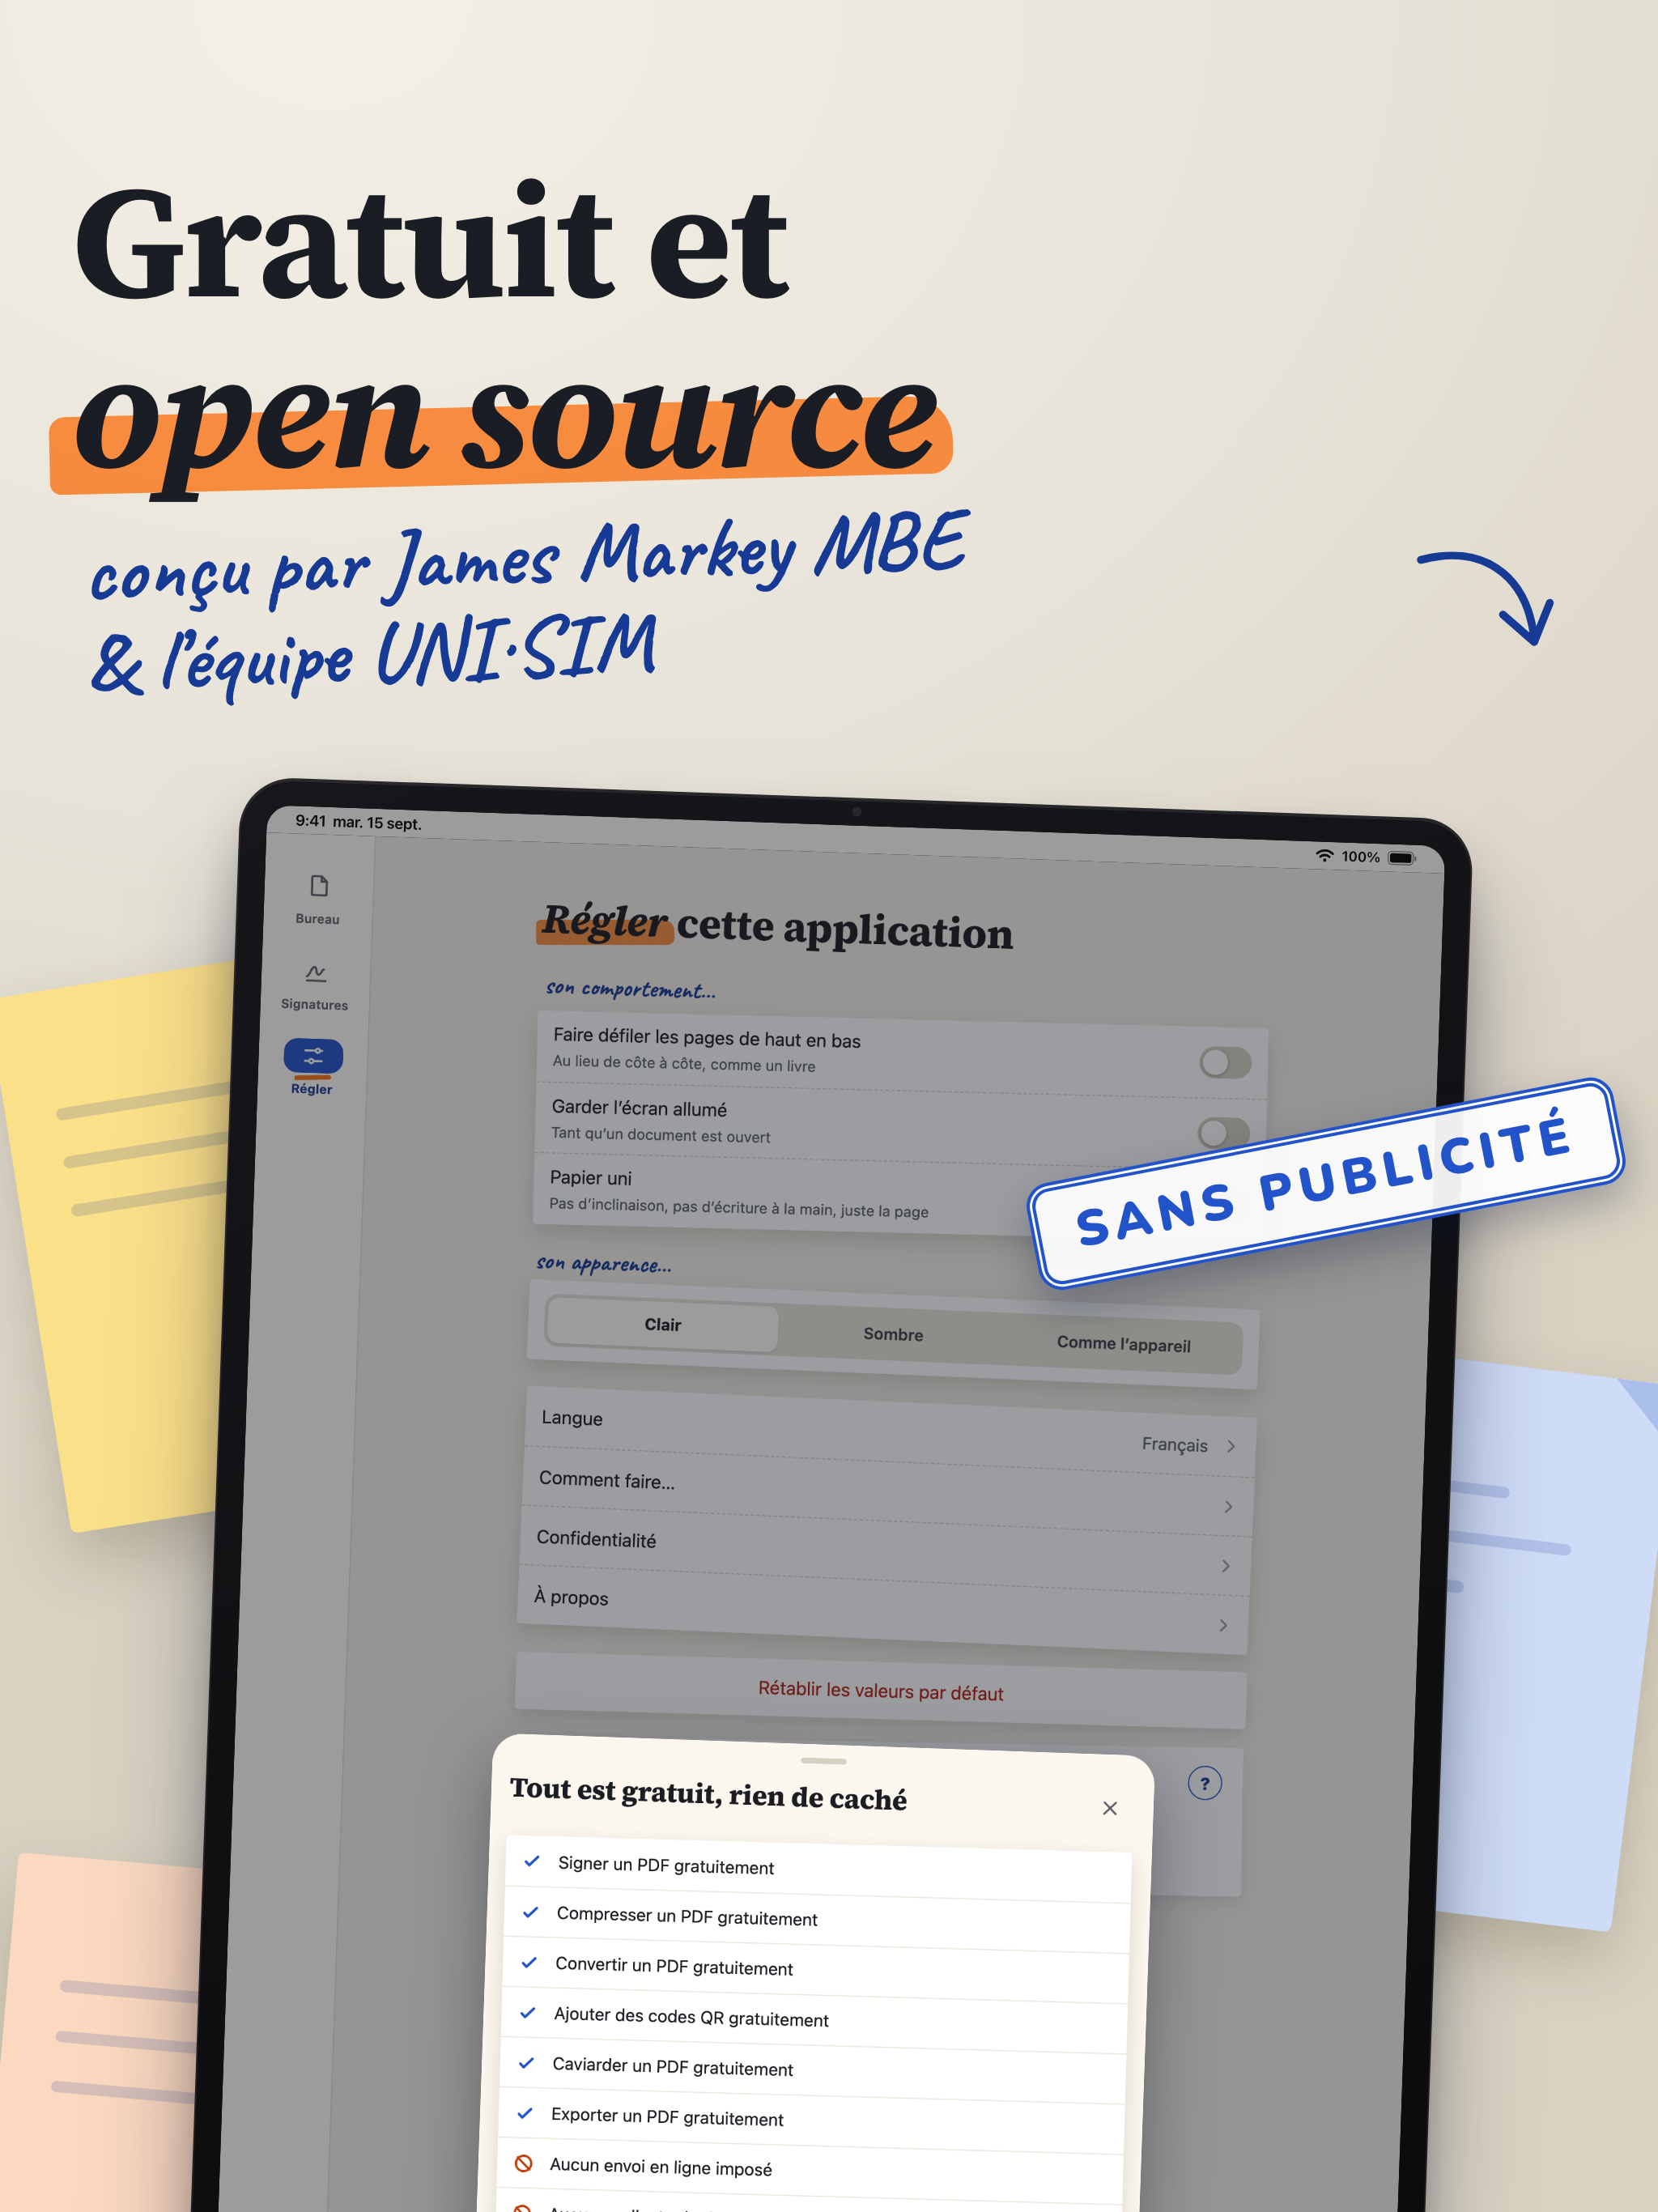 Gratuit et
open source
conçu par James Markey MBE
& l'équipe UNI·SIM
9:41 mar. 15 sept.
100%
Bureau
Signatures
Régler
Régler cette application
son comportement...
Faire défiler les pages de haut en bas
Au lieu de côte à côte, comme un livre
Garder l'écran allumé
Tant qu'un document est ouvert
Papier uni
Pas d'inclinaison, pas d'écriture à la main, juste la page
SANS PUBLICITÉ
son apparence...
Clair
Sombre
Comme l'appareil
Langue
Français
Comment faire...
Confidentialité
À propos
Rétablir les valeurs par défaut
?
Tout est gratuit, rien de caché
Signer un PDF gratuitement
Compresser un PDF gratuitement
Convertir un PDF gratuitement
Ajouter des codes QR gratuitement
Caviarder un PDF gratuitement
Exporter un PDF gratuitement
Aucun envoi en ligne imposé